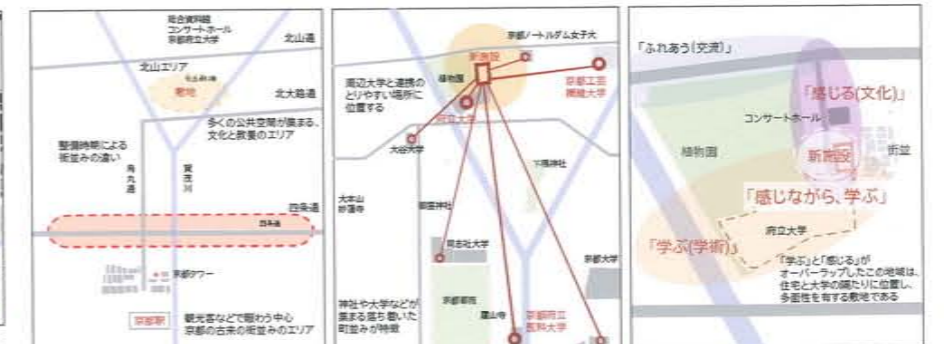 総合資料館
コンサートホール
京都府立大学
北山通
北山エリア
敷地
北大路通
多くの公共空間が集まる、
文化と教養のエリア
整備時期による
街並みの違い
烏丸通
賀茂川
四条通
四条通
京都タワー
京都駅
観光客などで賑わう中心
京都の古来の街並みのエリア
京都ノートルダム女子大
新施設
植物園
周辺大学と連携の
とりやすい場所に
位置する
京都工芸
繊維大学
府立大学
大谷大学
下鴨神社
大本山
妙蓮寺
御霊神社
同志社大学
京都大学
京都御苑
神社や大学などが
集まる落ち着いた
町並みが特徴
廬山寺
京都府立
医科大学
「ふれあう(交流)」
「感じる(文化)」
コンサートホール
植物園
新施設
街並
「感じながら、学ぶ」
府立大学
「学ぶ(学術)」
「学ぶ」と「感じる」が
オーバーラップしたこの地域は、
住宅と大学の隣たりに位置し、
多面性を有する敷地である